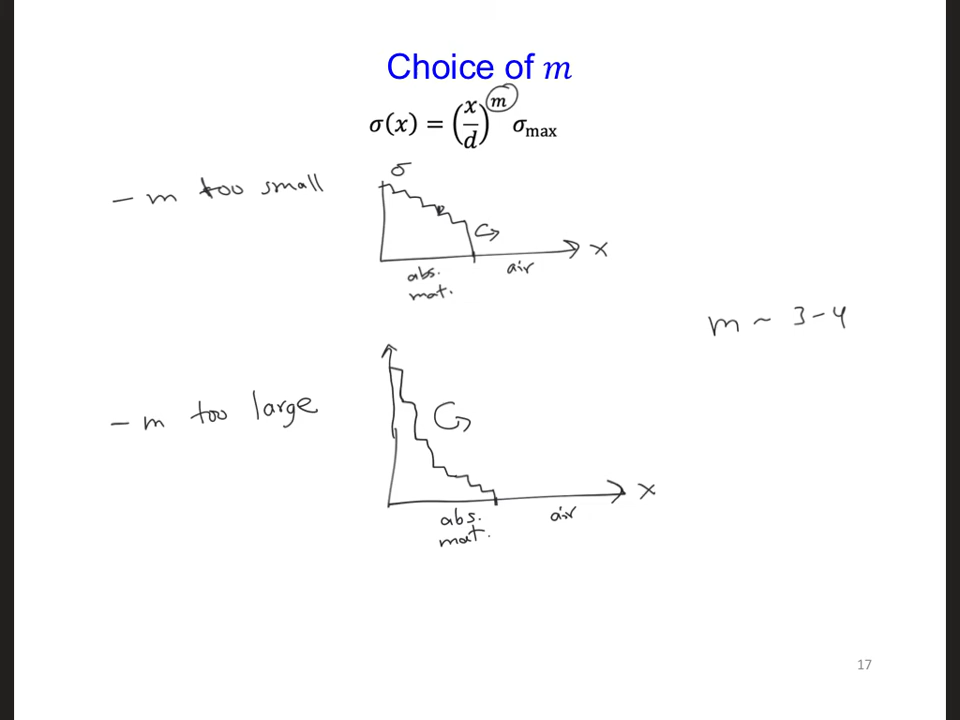 Choice of m
σ(x) = (x/d)^m σmax
- m too small
σ
x
abs. air
mat.
m ~ 3-4
- m too large
x
abs. air
mat.
17